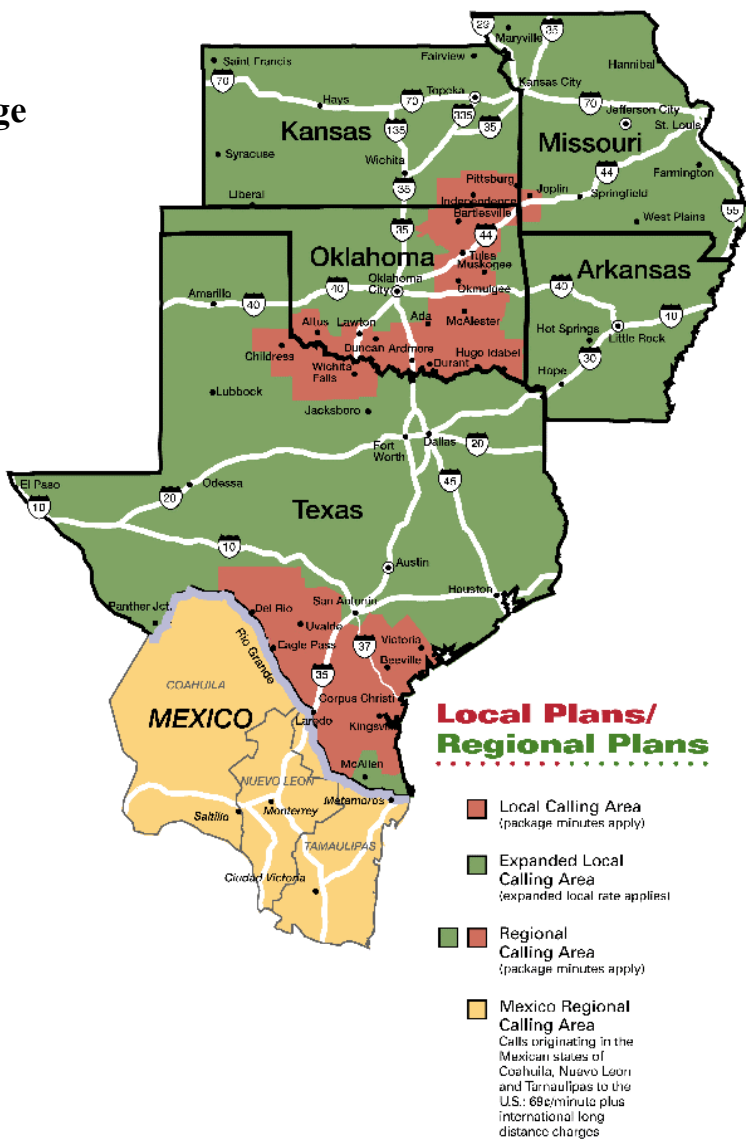 ge
29
35
Maryville
Saint Francis
Fairview
Hannibal
70
Kansas City
Topeka
Hays
70
335
70
Jefferson City
St. Louis
Kansas
135
35
Missouri
Syracuse
Wichita
44
Farmington
Pittsburg
Joplin
Liberal
35
Independence
Springfield
55
Bartlesville
West Plains
35
44
Oklahoma
Tulsa
Muskogee
Arkansas
Oklahoma
City
Amarillo
40
40
Okmulgee
40
40
Altus
Lawton
Ada
McAlester
Hot Springs
Little Rock
Childress
Duncan
Ardmore
Hugo
Idabel
30
Wichita
Falls
Durant
Hope
Lubbock
Jacksboro
Fort
Worth
Dallas
20
El Paso
Odessa
45
10
20
Texas
10
Austin
Houston
Panther Jct.
Del Rio
San Antonio
Uvalde
Victoria
Rio Grande
Eagle Pass
37
Beeville
35
COAHUILA
Corpus Christi
MEXICO
Laredo
Kingsvi
McAllen
NUEVO LEON
Matamoros
Saltillo
Monterrey
TAMAULIPAS
Ciudad Victoria
Local Plans/
Regional Plans
Local Calling Area
(package minutes apply)
Expanded Local
Calling Area
(expanded local rate applies)
Regional
Calling Area
(package minutes apply)
Mexico Regional
Calling Area
Calls originating in the
Mexican states of
Coahuila, Nuevo Leon
and Tamaulipas to the
U.S.: 69¢/minute plus
international long
distance charges